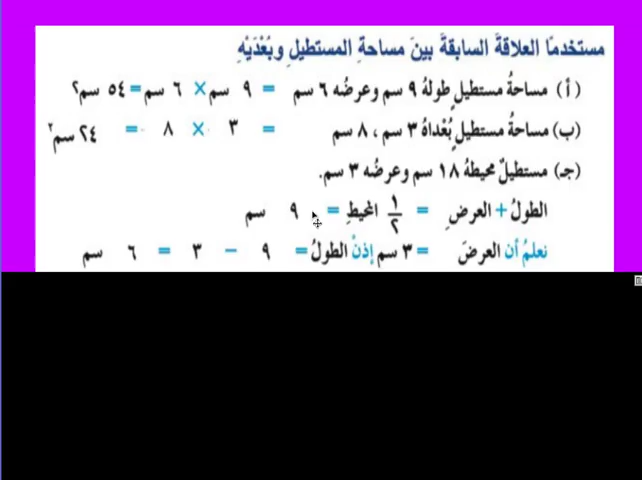 مستخدمًا العلاقةَ السابقةَ بينَ مساحةِ المستطيلِ وبُعْدَيْهِ
(أ) مساحةُ مستطيلٍ طولهُ ٩ سم وعرضُه ٦ سم = ٩ سم × ٦ سم = ٥٤ سم٢
(ب) مساحةُ مستطيلٍ بُعْداهُ ٣ سم ، ٨ سم = ٣ × ٨ = ٢٤ سم٢
(جـ) مستطيلٌ محيطهُ ١٨ سم وعرضُه ٣ سم.
الطولُ + العرضِ = ١/٢ المحيطِ = ٩ سم
نعلمُ أن العرضَ = ٣ سم إذنْ الطولُ = ٩ − ٣ = ٦ سم